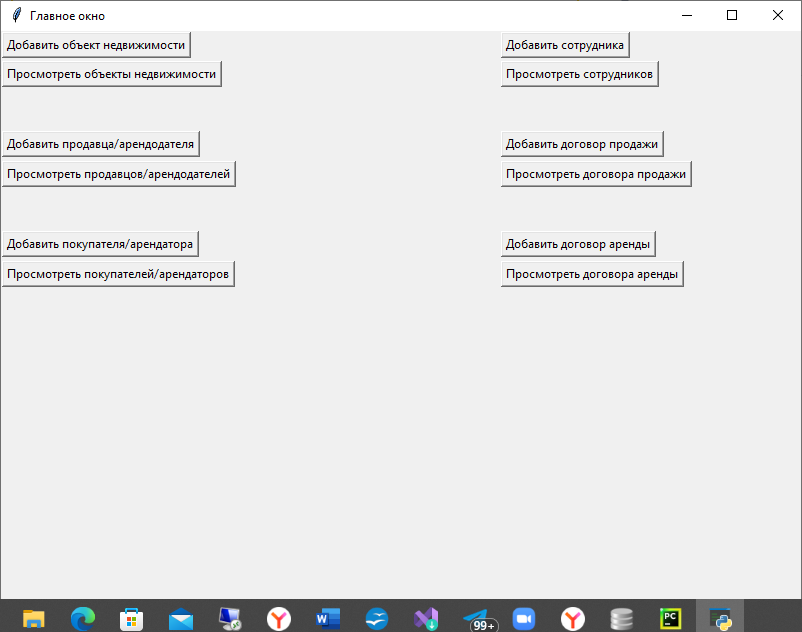 Главное окно
Добавить объект недвижимости
Добавить сотрудника
Просмотреть объекты недвижимости
Просмотреть сотрудников
Добавить продавца/арендодателя
Добавить договор продажи
Просмотреть продавцов/арендодателей
Просмотреть договора продажи
Добавить покупателя/арендатора
Добавить договор аренды
Просмотреть покупателей/арендаторов
Просмотреть договора аренды
Y
W
99+
Y
PC